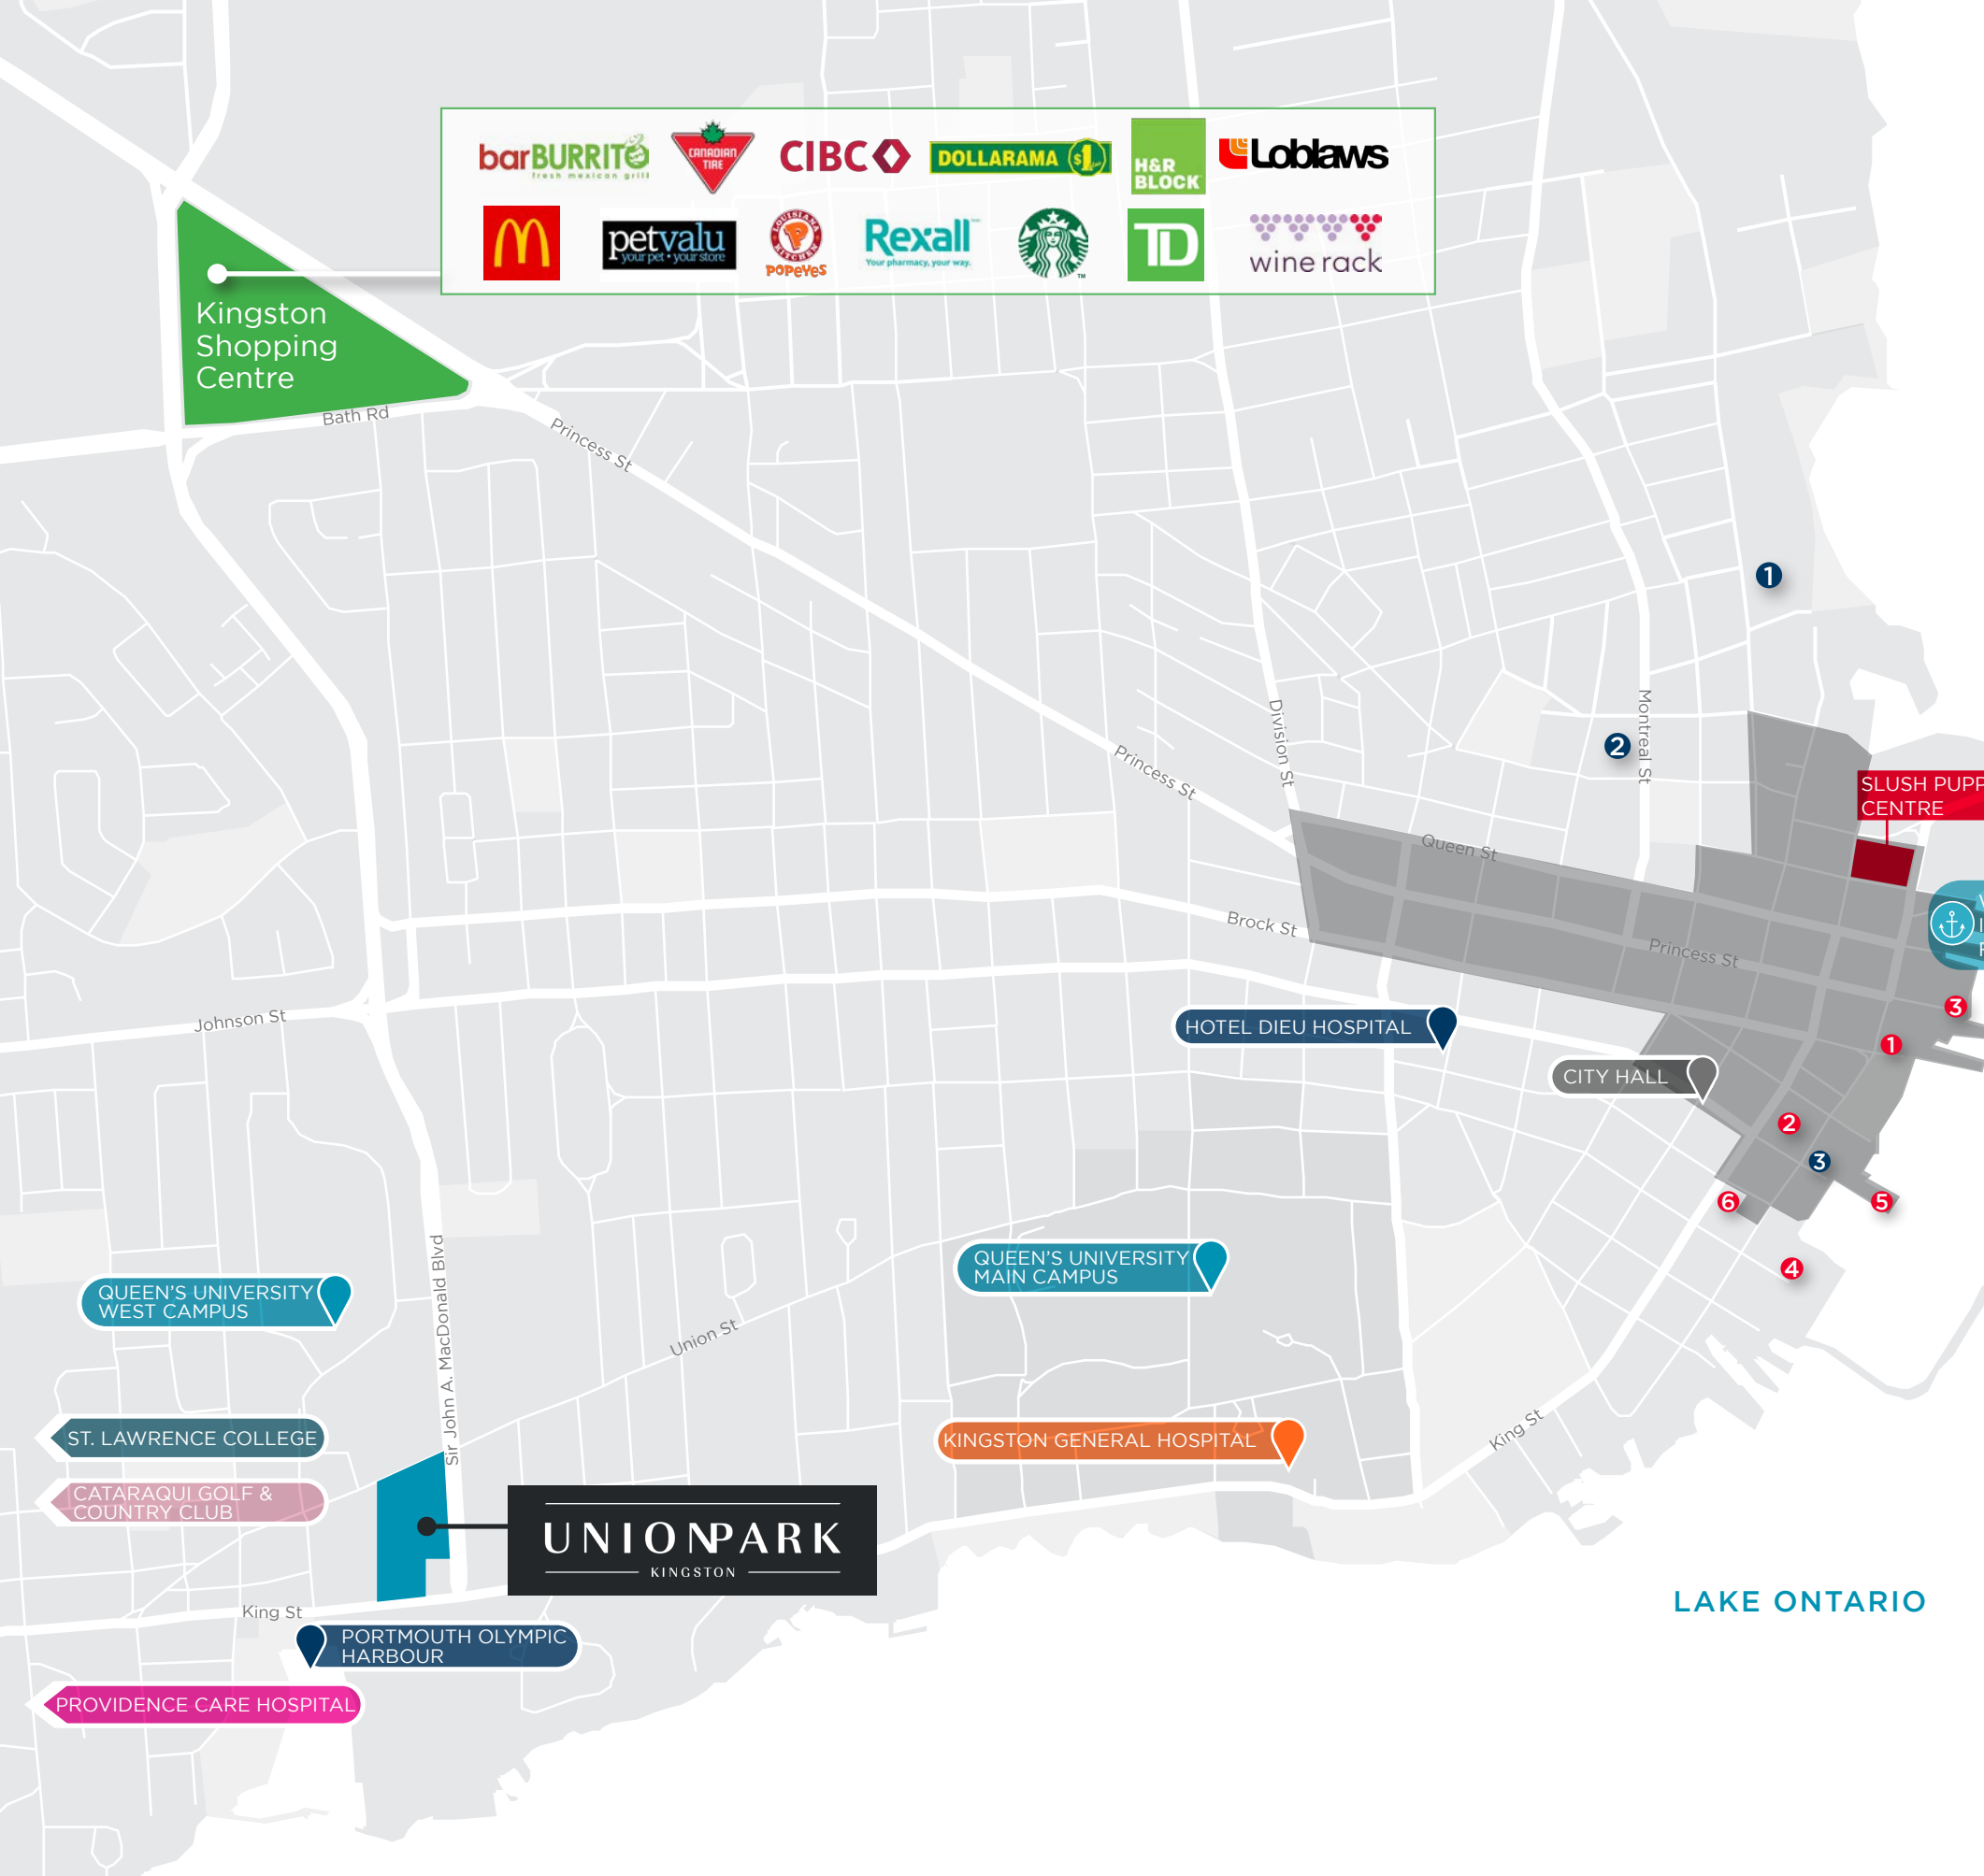 barBURRITO
fresh mexican grill
CANADIAN
TIRE
CIBC
DOLLARAMA $1
H&R
BLOCK
Loblaws
petvalu
your pet • your store
LOUISIANA
KITCHEN
POPEYES
Rexall
Your pharmacy, your way.
TM
TD
wine rack
Kingston
Shopping
Centre
Bath Rd
Princess St
1
Division St
Montreal St
2
Princess St
SLUSH PUPP
CENTRE
Queen St
Brock St
Princess St
3
Johnson St
HOTEL DIEU HOSPITAL
1
CITY HALL
2
3
6
5
QUEEN'S UNIVERSITY
MAIN CAMPUS
4
QUEEN'S UNIVERSITY
WEST CAMPUS
Sir John A. MacDonald Blvd
Union St
ST. LAWRENCE COLLEGE
KINGSTON GENERAL HOSPITAL
King St
CATARAQUI GOLF &
COUNTRY CLUB
UNIONPARK
KINGSTON
LAKE ONTARIO
King St
PORTMOUTH OLYMPIC
HARBOUR
PROVIDENCE CARE HOSPITAL